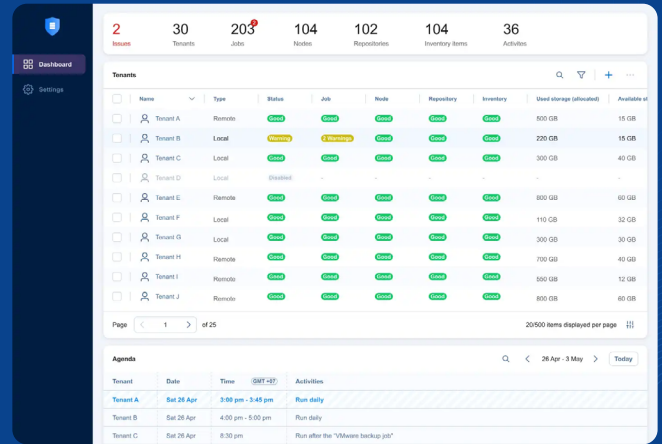 2 30 203 2 104 102 104 36
Issues Tenants Jobs Nodes Repositories Inventory items Activites
Dashboard
Settings
Tenants
Name Type Status Job Node Repository Inventory Used storage (allocated) Available st
Tenant A Remote Good Good Good Good Good 500 GB 15 GB
Tenant B Local Warning 3 Warnings Good Good Good 220 GB 15 GB
Tenant C Local Good Good Good Good Good 300 GB 40 GB
Tenant D Local Disabled - - - - - -
Tenant E Remote Good Good Good Good Good 800 GB 60 GB
Tenant F Local Good Good Good Good Good 110 GB 32 GB
Tenant G Local Good Good Good Good Good 300 GB 30 GB
Tenant H Remote Good Good Good Good Good 700 GB 40 GB
Tenant I Remote Good Good Good Good Good 550 GB 12 GB
Tenant J Remote Good Good Good Good Good 800 GB 60 GB
Page 1 of 25 20/500 items displayed per page
Agenda 26 Apr - 3 May Today
Tenant Date Time GMT +07 Activities
Tenant A Sat 26 Apr 3:00 pm - 3:45 pm Run daily
Tenant B Sat 26 Apr 4:00 pm - 5:00 pm Run daily
Tenant C Sat 26 Apr 8:30 pm Run after the "VMware backup job"